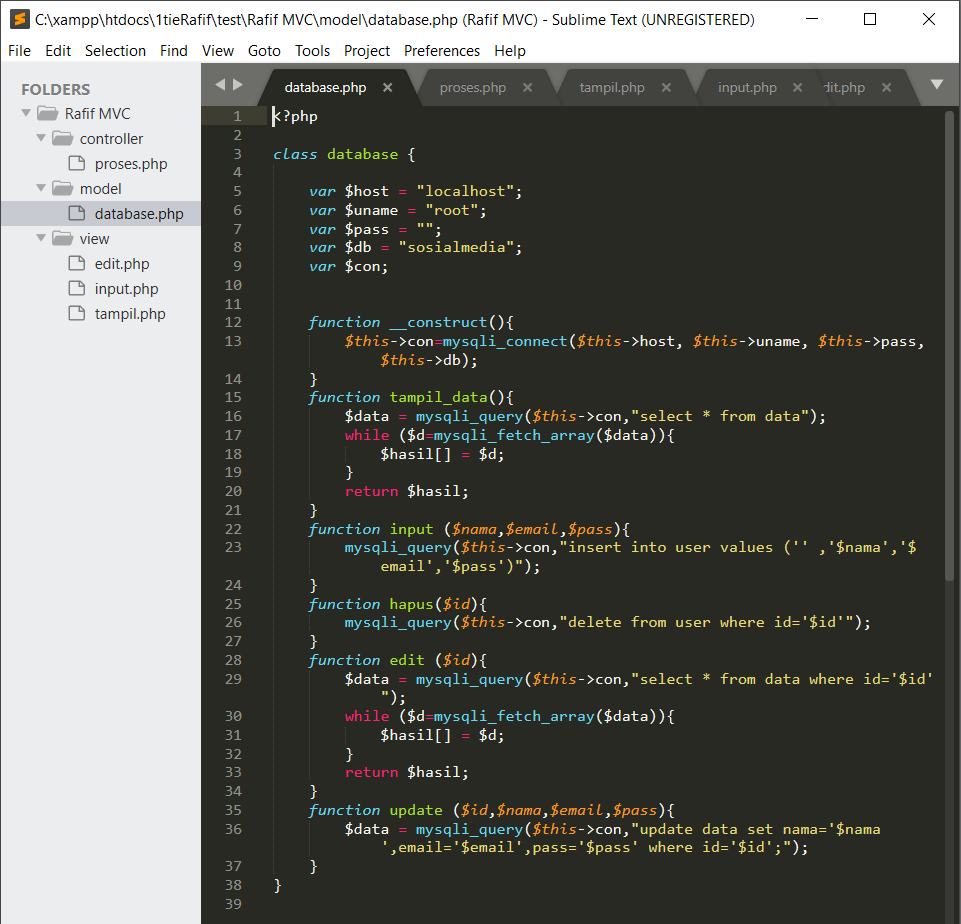 C:\xampp\htdocs\1tieRafif\test\Rafif MVC\model\database.php (Rafif MVC) - Sublime Text (UNREGISTERED)
File Edit Selection Find View Goto Tools Project Preferences Help
FOLDERS
Rafif MVC
controller
proses.php
model
database.php
view
edit.php
input.php
tampil.php
database.php × proses.php × tampil.php × input.php × dit.php ×
1 <?php
2
3 class database {
4
5 var $host = "localhost";
6 var $uname = "root";
7 var $pass = "";
8 var $db = "sosialmedia";
9 var $con;
10
11
12 function __construct(){
13 $this->con=mysqli_connect($this->host, $this->uname, $this->pass,
$this->db);
14 }
15 function tampil_data(){
16 $data = mysqli_query($this->con,"select * from data");
17 while ($d=mysqli_fetch_array($data)){
18 $hasil[] = $d;
19 }
20 return $hasil;
21 }
22 function input ($nama,$email,$pass){
23 mysqli_query($this->con,"insert into user values ('' ,'$nama','$
email','$pass')");
24 }
25 function hapus($id){
26 mysqli_query($this->con,"delete from user where id='$id'");
27 }
28 function edit ($id){
29 $data = mysqli_query($this->con,"select * from data where id='$id'
");
30 while ($d=mysqli_fetch_array($data)){
31 $hasil[] = $d;
32 }
33 return $hasil;
34 }
35 function update ($id,$nama,$email,$pass){
36 $data = mysqli_query($this->con,"update data set nama='$nama
',email='$email',pass='$pass' where id='$id';");
37 }
38 }
39